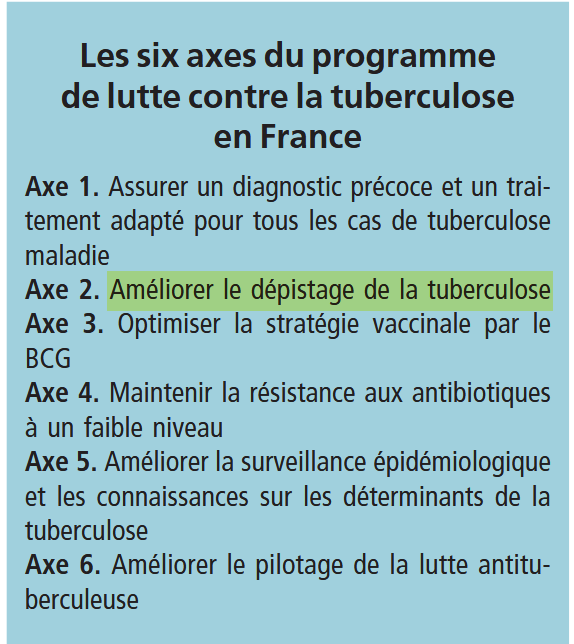 Les six axes du programme
de lutte contre la tuberculose
en France
Axe 1. Assurer un diagnostic précoce et un trai-
tement adapté pour tous les cas de tuberculose
maladie
Axe 2. Améliorer le dépistage de la tuberculose
Axe 3. Optimiser la stratégie vaccinale par le
BCG
Axe 4. Maintenir la résistance aux antibiotiques
à un faible niveau
Axe 5. Améliorer la surveillance épidémiologique
et les connaissances sur les déterminants de la
tuberculose
Axe 6. Améliorer le pilotage de la lutte antitu-
berculeuse